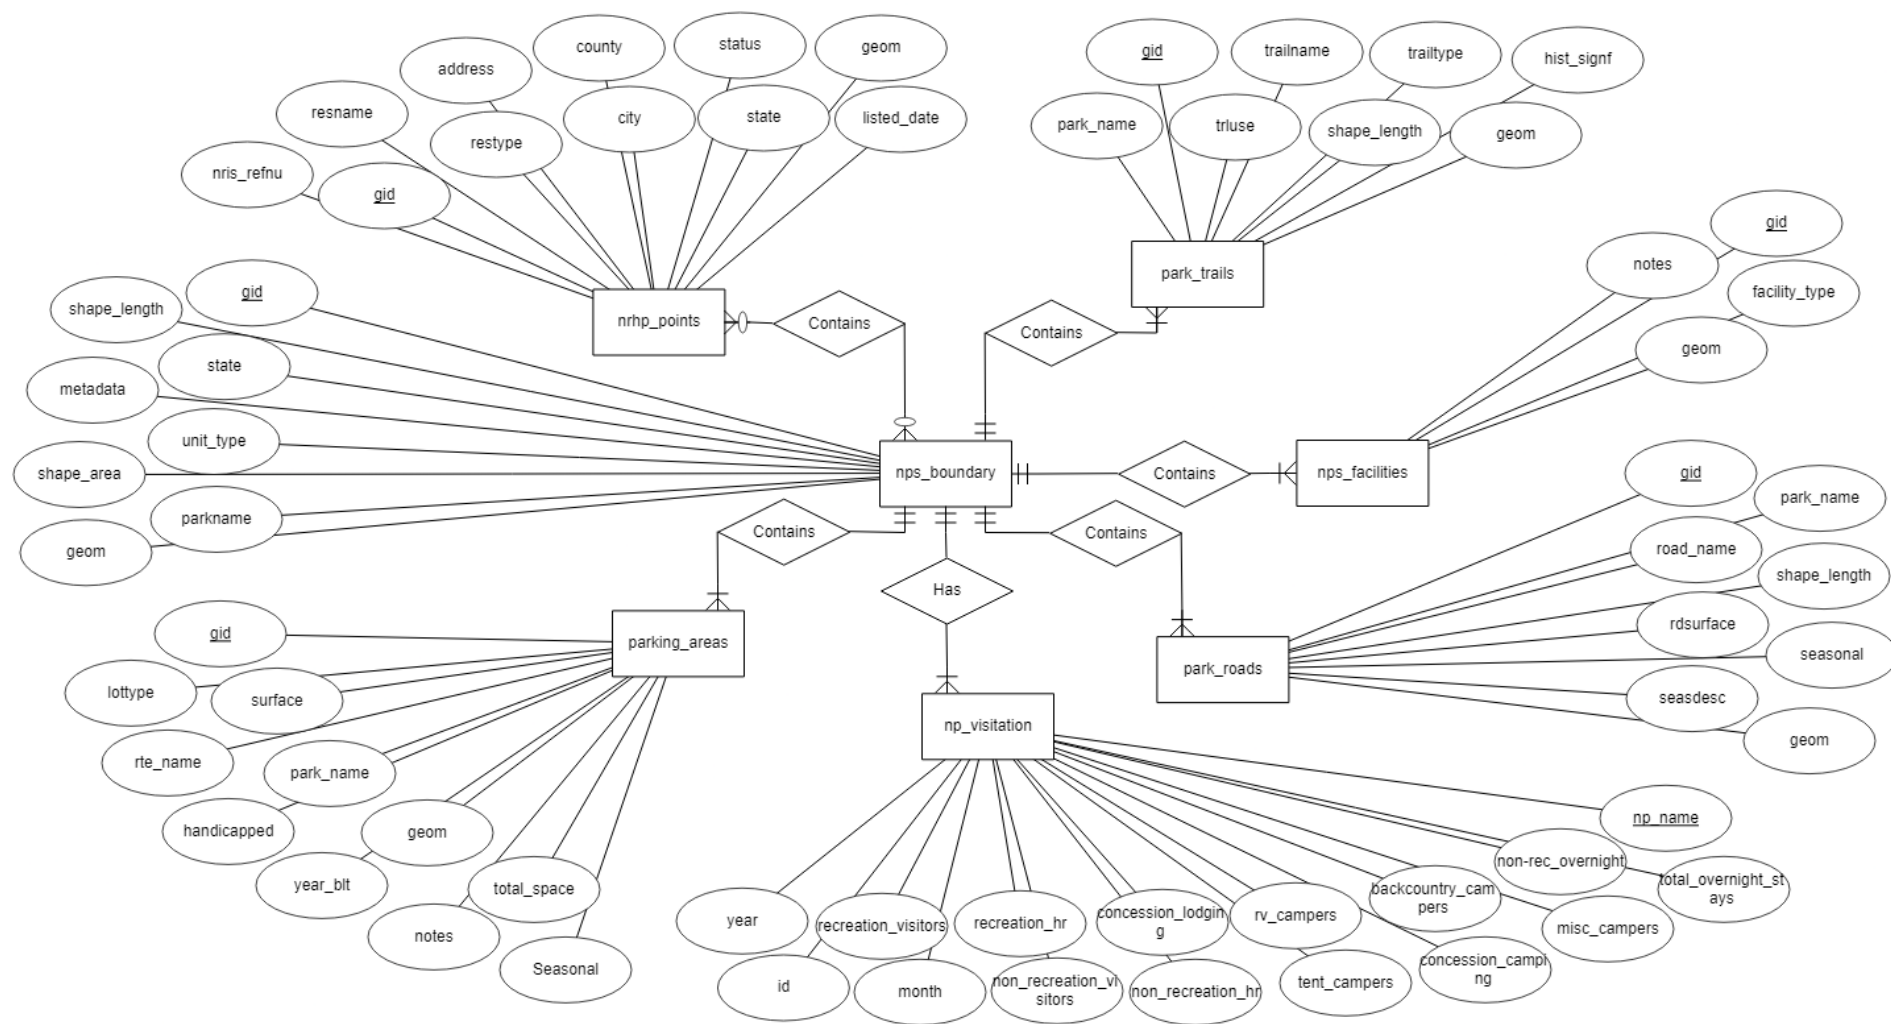 county
status
geom
address
resname
restype
city
state
listed_date
nris_refnu
gid
gid
trailname
trailtype
hist_signf
park_name
trluse
shape_length
geom
nrhp_points
Contains
Contains
park_trails
gid
notes
facility_type
geom
gid
shape_length
state
metadata
unit_type
shape_area
parkname
geom
nps_boundary
Contains
nps_facilities
Contains
Has
Contains
gid
park_name
road_name
shape_length
rdsurface
seasonal
seasdesc
geom
park_roads
parking_areas
gid
lottype
surface
rte_name
park_name
handicapped
geom
year_blt
total_space
notes
Seasonal
np_visitation
np_name
non-rec_overnight
total_overnight_st
ays
backcountry_cam
pers
misc_campers
year
recreation_visitors
recreation_hr
concession_lodgin
g
rv_campers
id
month
non_recreation_vi
sitors
non_recreation_hr
tent_campers
concession_campi
ng